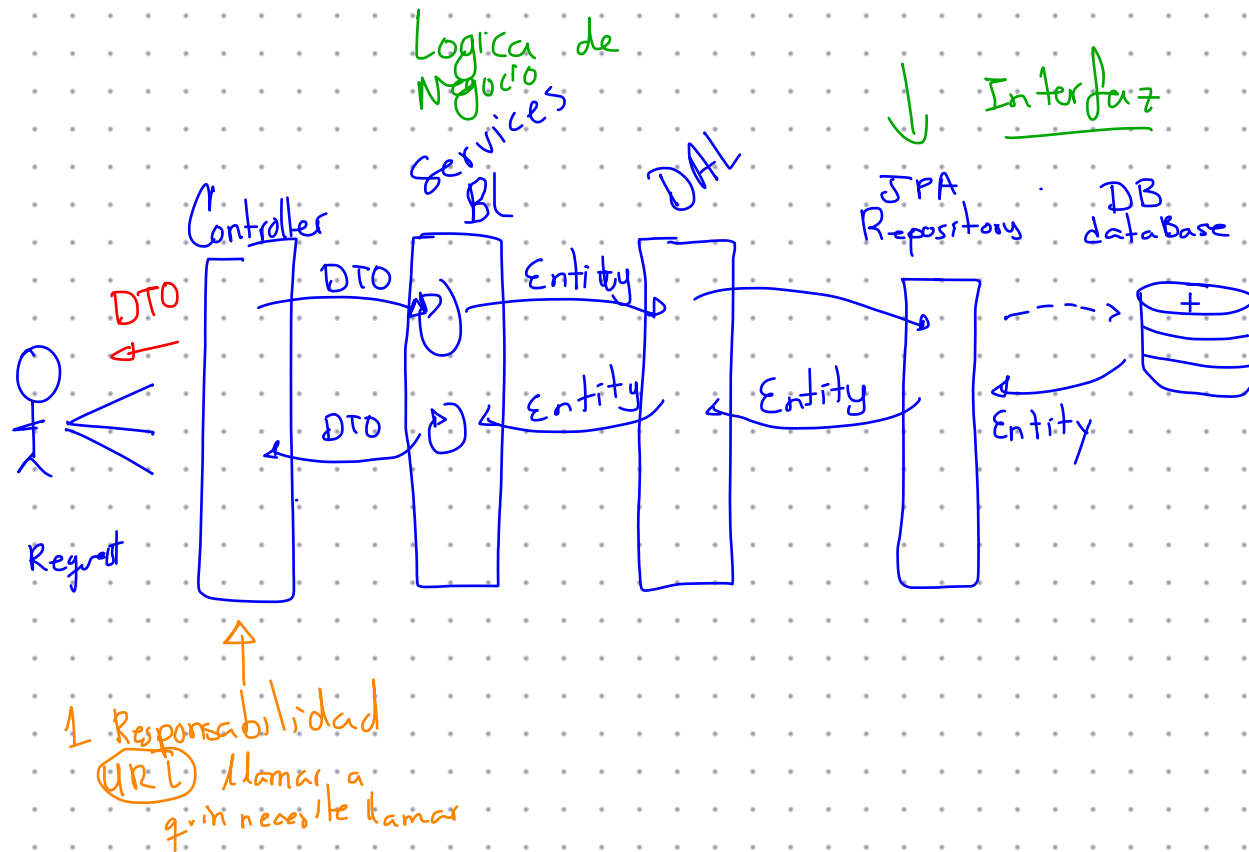 Logica de
Negocio
Interfaz
Services
BL
DAL
JPA
Repository
DB
dataBase
Controller
DTO
DTO
Entity
DTO
Entity
Entity
Entity
Request
1 Responsabilidad
URL llamar a
necesite llamar